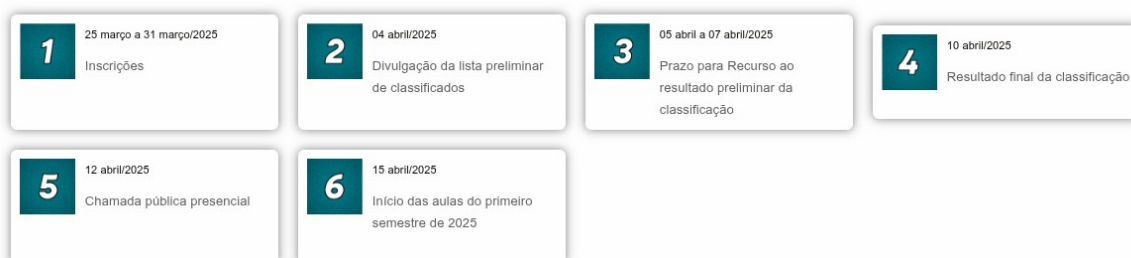 1
25 março a 31 março/2025
Inscrições
2
04 abril/2025
Divulgação da lista preliminar
de classificados
3
05 abril a 07 abril/2025
Prazo para Recurso ao
resultado preliminar da
classificação
4
10 abril/2025
Resultado final da classificação
5
12 abril/2025
Chamada pública presencial
6
15 abril/2025
Início das aulas do primeiro
semestre de 2025